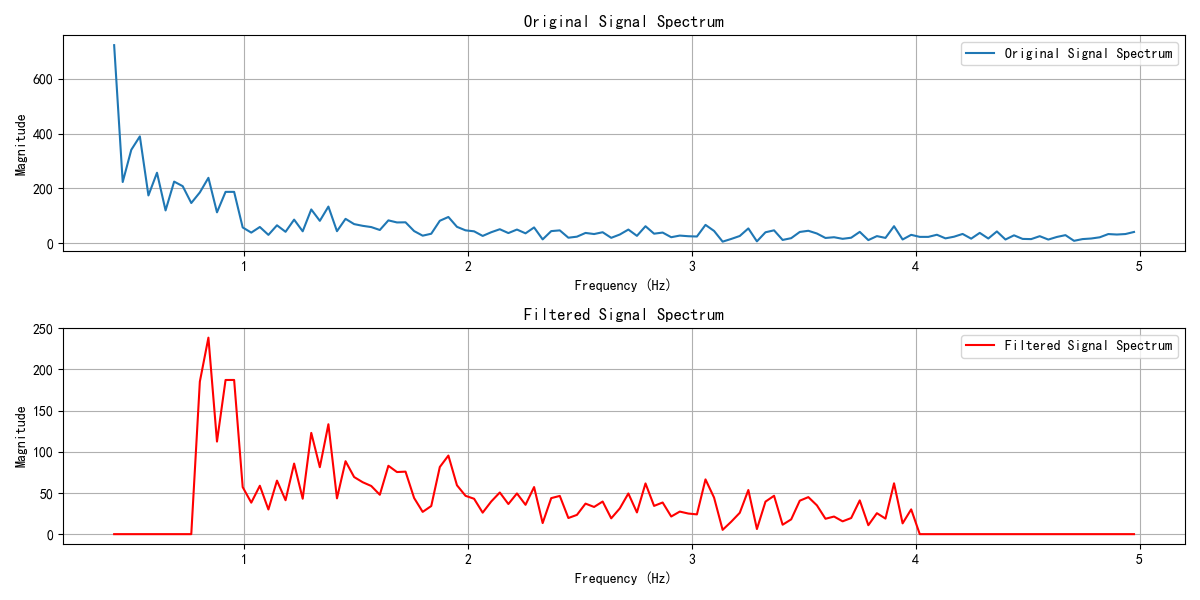 Original Signal Spectrum
Original Signal Spectrum
Magnitude
600
400
200
0
1
2
3
4
5
Frequency (Hz)
Filtered Signal Spectrum
Filtered Signal Spectrum
Magnitude
250
200
150
100
50
0
1
2
3
4
5
Frequency (Hz)